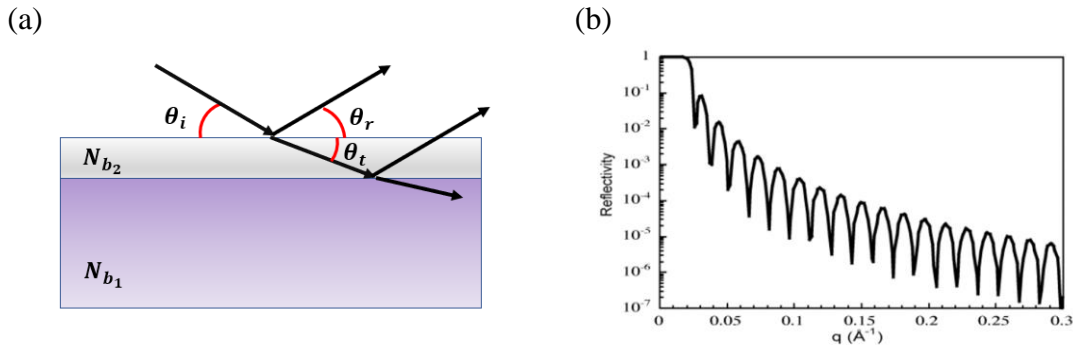 (a)
(b)
θi
θr
θt
Nb2
Nb1
Reflectivity
1
10-1
10-2
10-3
10-4
10-5
10-6
10-7
0
0.05
0.1
0.15
0.2
0.25
0.3
q (Å-1)